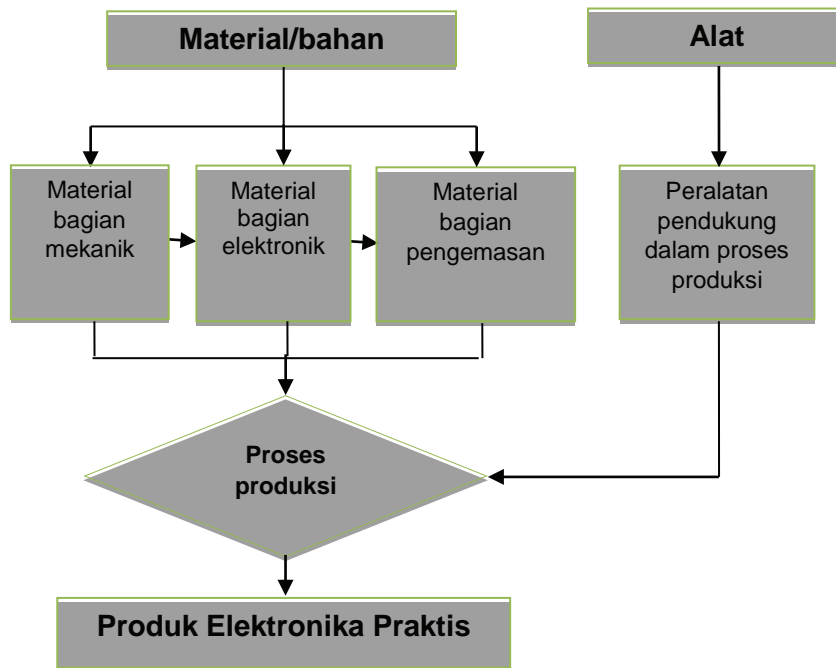 Material/bahan
Alat
Material
bagian
mekanik
Material
bagian
elektronik
Material
bagian
pengemasan
Peralatan
pendukung
dalam proses
produksi
Proses
produksi
Produk Elektronika Praktis